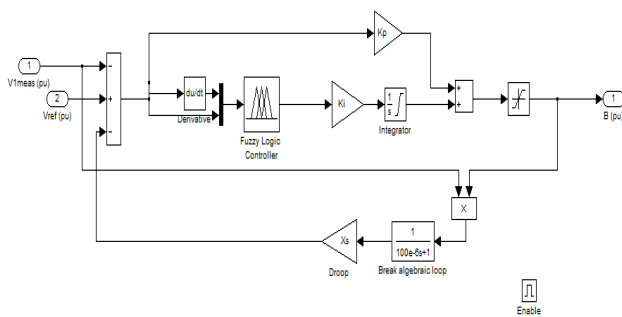 Kp
1
V1meas (pu)
2
Vref (pu)
−
+
−
du/dt
Derivative
Fuzzy Logic
Controller
Ki
1
s
Integrator
+
+
1
B (pu)
X
Xs
Droop
1
100e-6s+1
Break algebraic loop
Enable